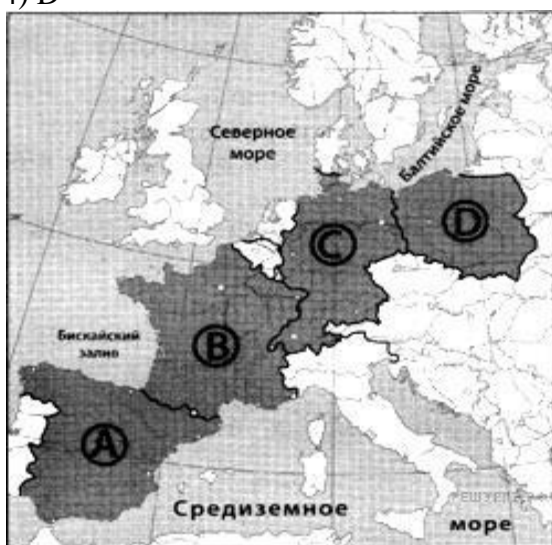 4) D
Северное
море
Балтийское море
C
D
Бискайский
залив
B
A
Средиземное
море